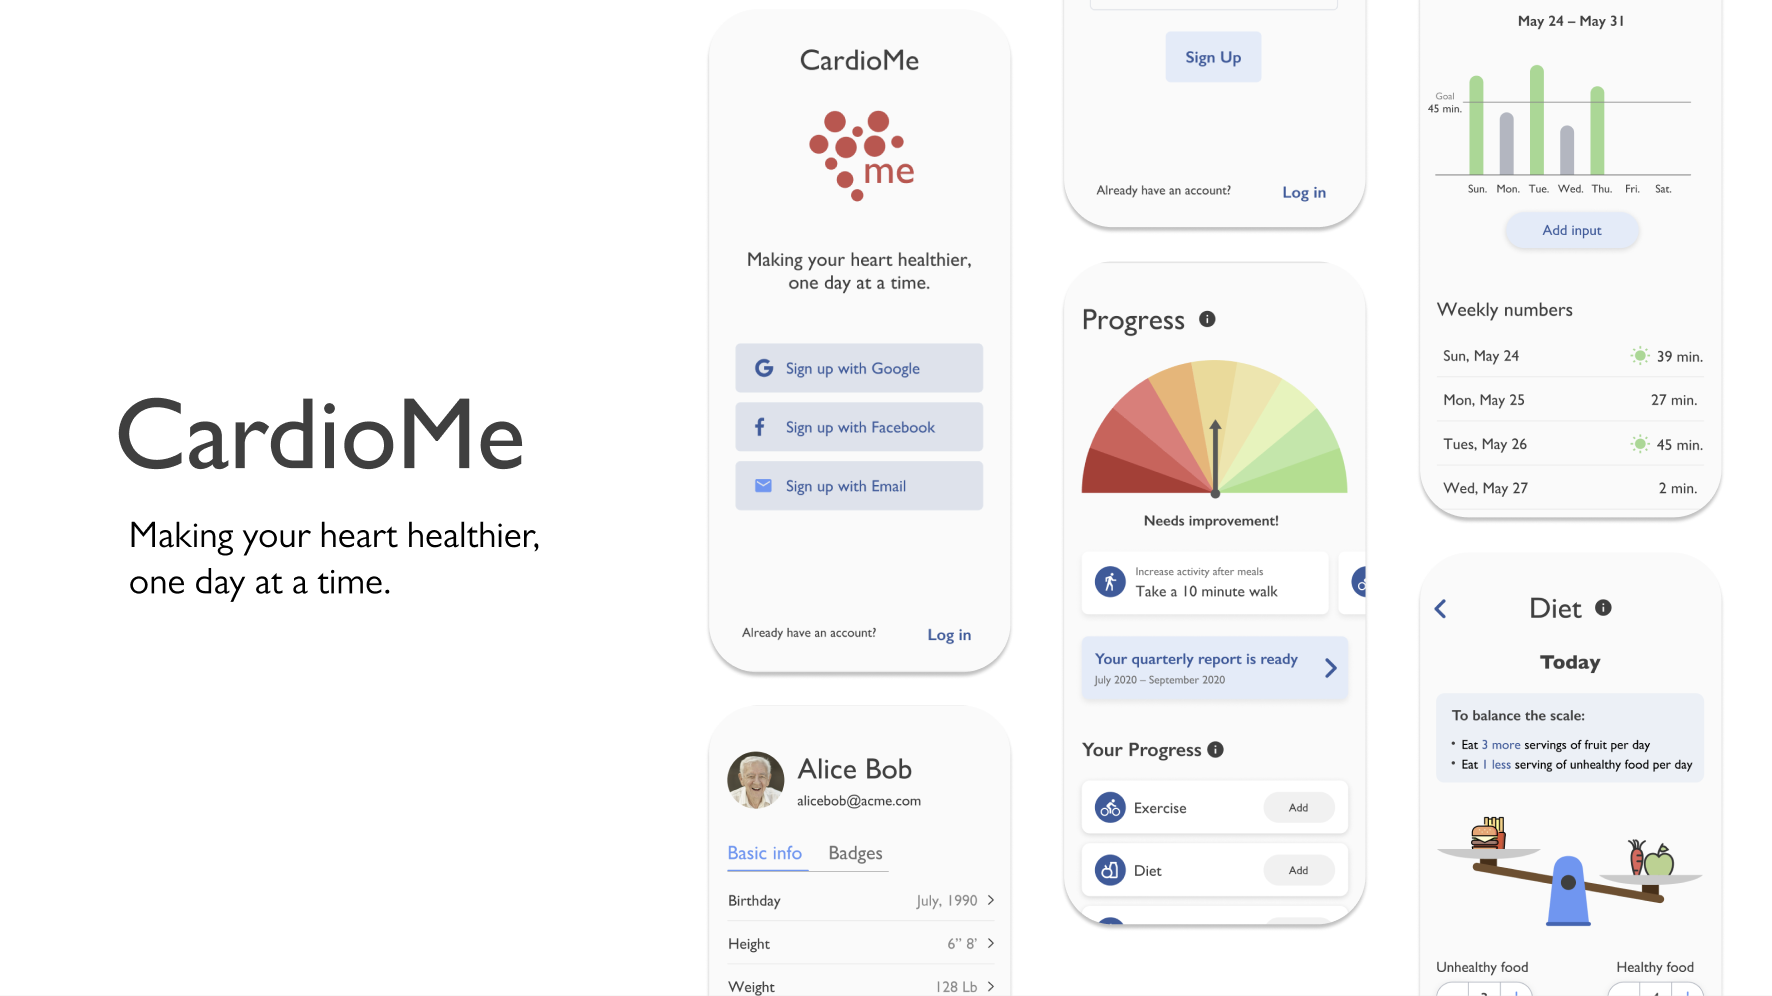 CardioMe
Making your heart healthier,
one day at a time.
CardioMe
me
Making your heart healthier,
one day at a time.
Sign up with Google
Sign up with Facebook
Sign up with Email
Already have an account?
Log in
Alice Bob
alicebob@acme.com
Basic info
Badges
Birthday
July, 1990
Height
6’’ 8’
Weight
128 Lb
Sign Up
Already have an account?
Log in
Progress
Needs improvement!
Increase activity after meals
Take a 10 minute walk
Your quarterly report is ready
July 2020 – September 2020
Your Progress
Exercise
Add
Diet
Add
May 24 – May 31
Goal
45 min.
Sun. Mon. Tue. Wed. Thu. Fri. Sat.
Add input
Weekly numbers
Sun, May 24
39 min.
Mon, May 25
27 min.
Tues, May 26
45 min.
Wed, May 27
2 min.
Diet
Today
To balance the scale:
• Eat 3 more servings of fruit per day
• Eat 1 less serving of unhealthy food per day
Unhealthy food
Healthy food